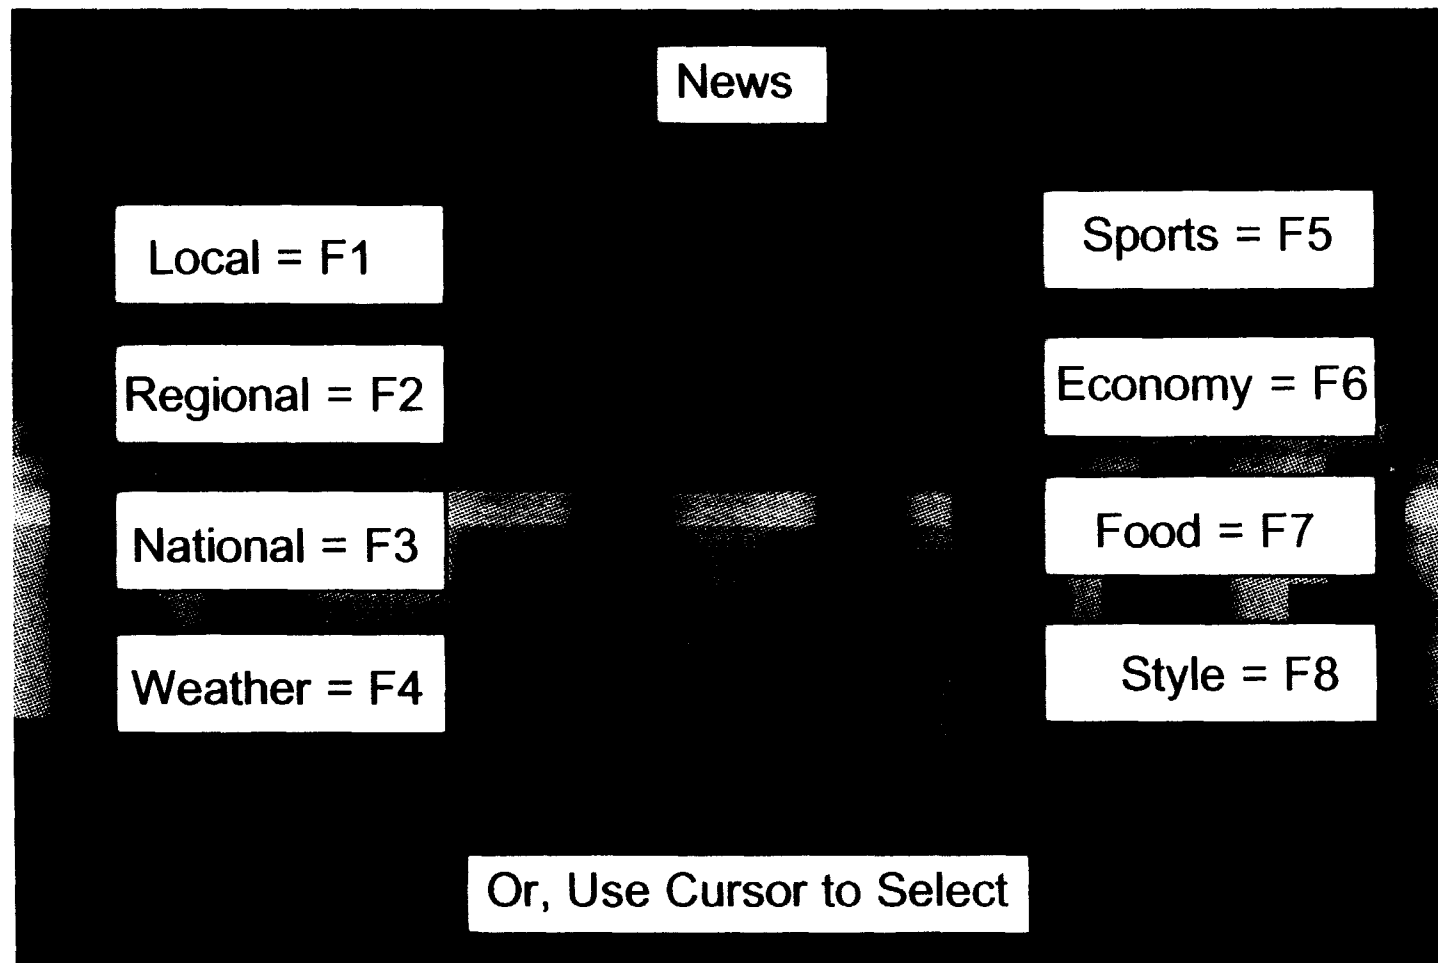 News
Local = F1
Regional = F2
National = F3
Weather = F4
Sports = F5
Economy = F6
Food = F7
Style = F8
Or, Use Cursor to Select